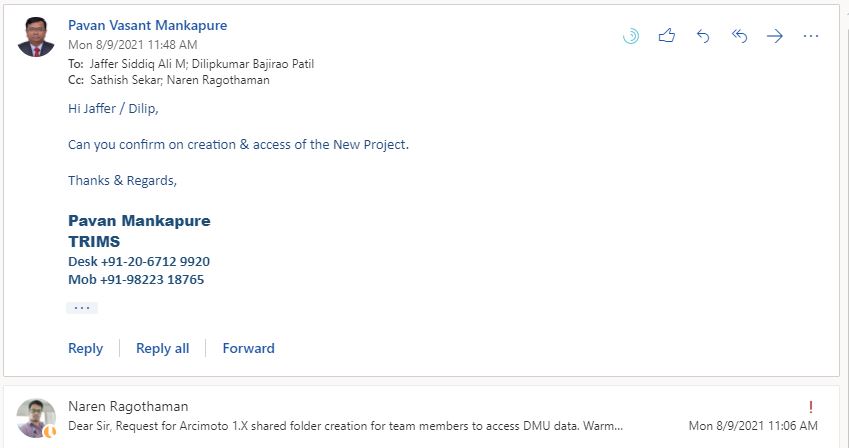 Pavan Vasant Mankapure
Mon 8/9/2021 11:48 AM
To: Jaffer Siddiq Ali M; Dilipkumar Bajirao Patil
Cc: Sathish Sekar; Naren Ragothaman
Hi Jaffer / Dilip,
Can you confirm on creation & access of the New Project.
Thanks & Regards,
Pavan Mankapure
TRIMS
Desk +91-20-6712 9920
Mob +91-98223 18765
...
Reply
Reply all
Forward
Naren Ragothaman
!
Dear Sir, Request for Arcimoto 1.X shared folder creation for team members to access DMU data. Warm...
Mon 8/9/2021 11:06 AM